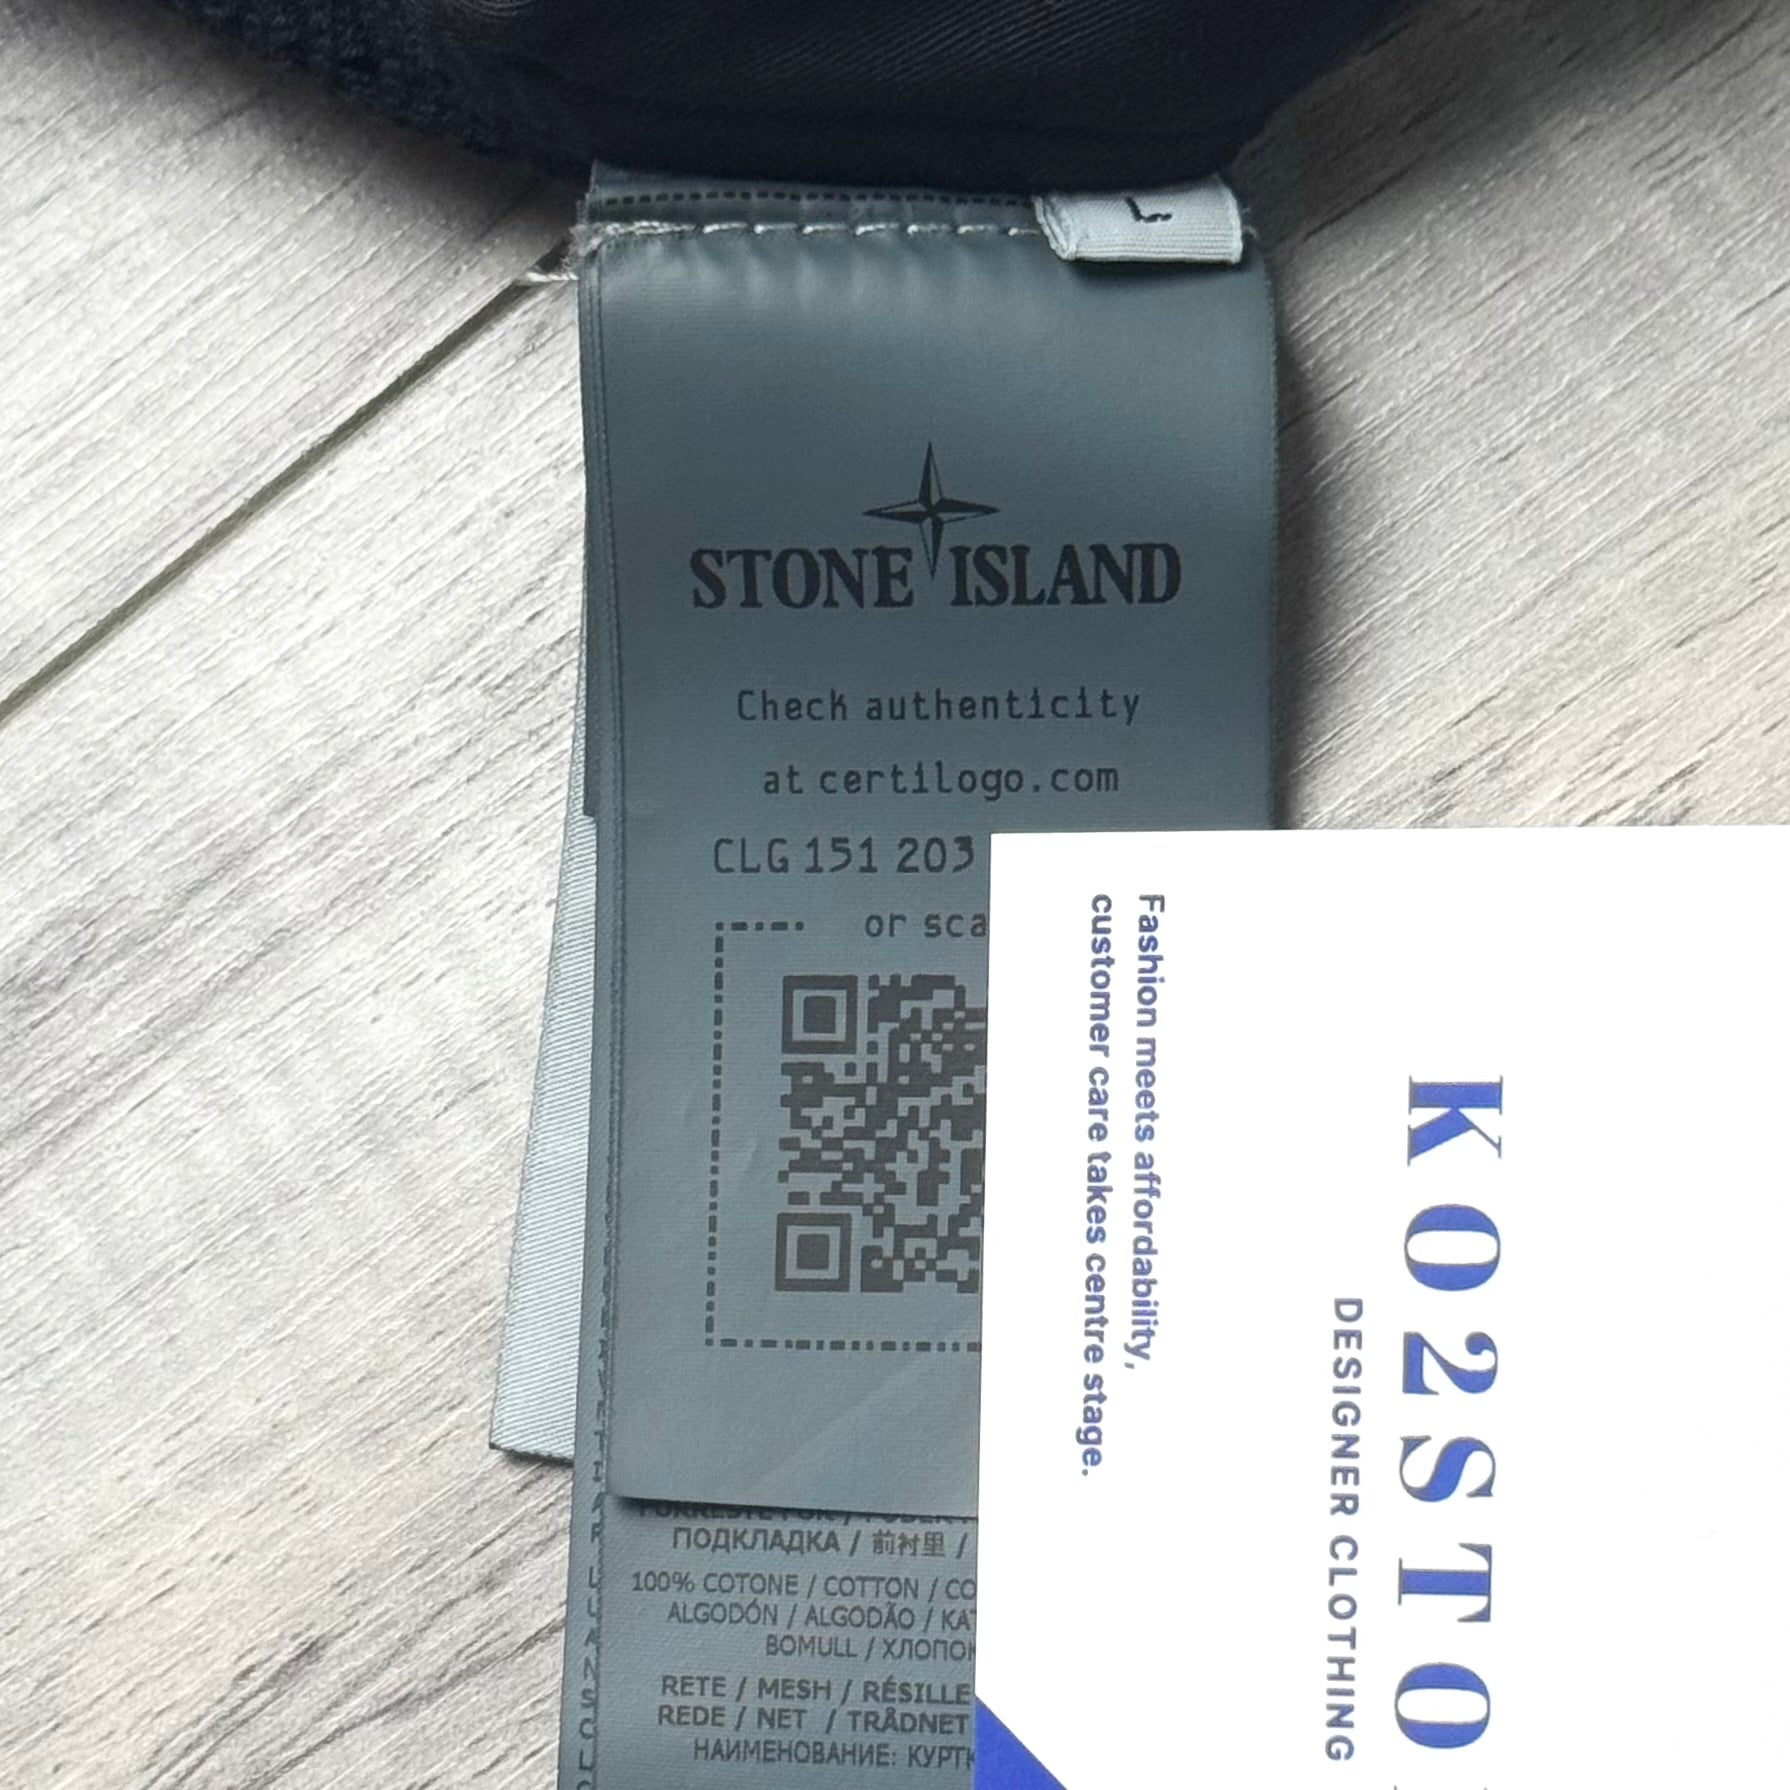 L
STONE ISLAND
Check authenticity
at certilogo.com
CLG 151 203
or sca
ПОДКЛАДКА / 前衬里 /
100% COTONE / COTTON / CO
ALGODÓN / ALGODÃO / KAT
BOMULL / ХЛОПОК
RETE / MESH / RÉSILLE
REDE / NET / TRÅDNET
НАИМЕНОВАНИЕ: КУРТК
Fashion meets affordability,
customer care takes centre stage.
KO2STO
DESIGNER CLOTHING